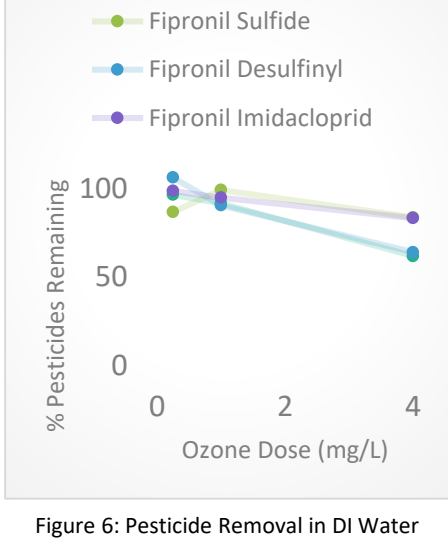 Fipronil Sulfide
Fipronil Desulfinyl
Fipronil Imidacloprid
% Pesticides Remaining
100
50
0
0 2 4
Ozone Dose (mg/L)
Figure 6: Pesticide Removal in DI Water